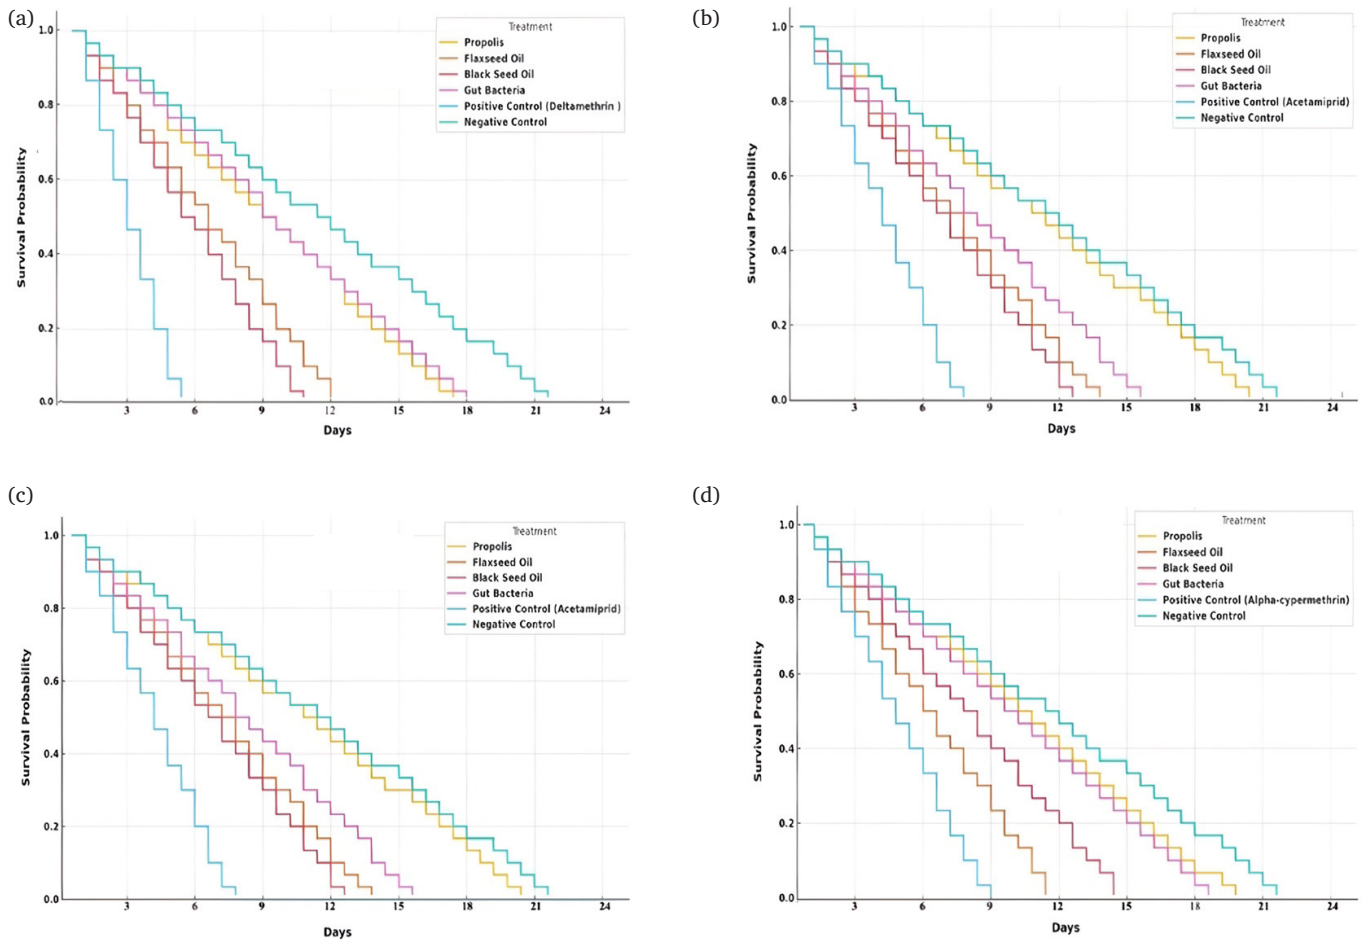 (a)
Treatment
Propolis
Flaxseed Oil
Black Seed Oil
Gut Bacteria
Positive Control (Deltamethrin )
Negative Control
Survival Probability
1.0
0.8
0.6
0.4
0.2
0.0
3 6 9 12 15 18 21 24
Days
(b)
Treatment
Propolis
Flaxseed Oil
Black Seed Oil
Gut Bacteria
Positive Control (Acetamiprid)
Negative Control
Survival Probability
1.0
0.8
0.6
0.4
0.2
0.0
3 6 9 12 15 18 21 24
Days
(c)
Treatment
Propolis
Flaxseed Oil
Black Seed Oil
Gut Bacteria
Positive Control (Acetamiprid)
Negative Control
Survival Probability
1.0
0.8
0.6
0.4
0.2
0.0
3 6 9 12 15 18 21 24
Days
(d)
Treatment
Propolis
Flaxseed Oil
Black Seed Oil
Gut Bacteria
Positive Control (Alpha-cypermethrin)
Negative Control
Survival Probability
1.0
0.8
0.6
0.4
0.2
0.0
3 6 9 12 15 18 21 24
Days